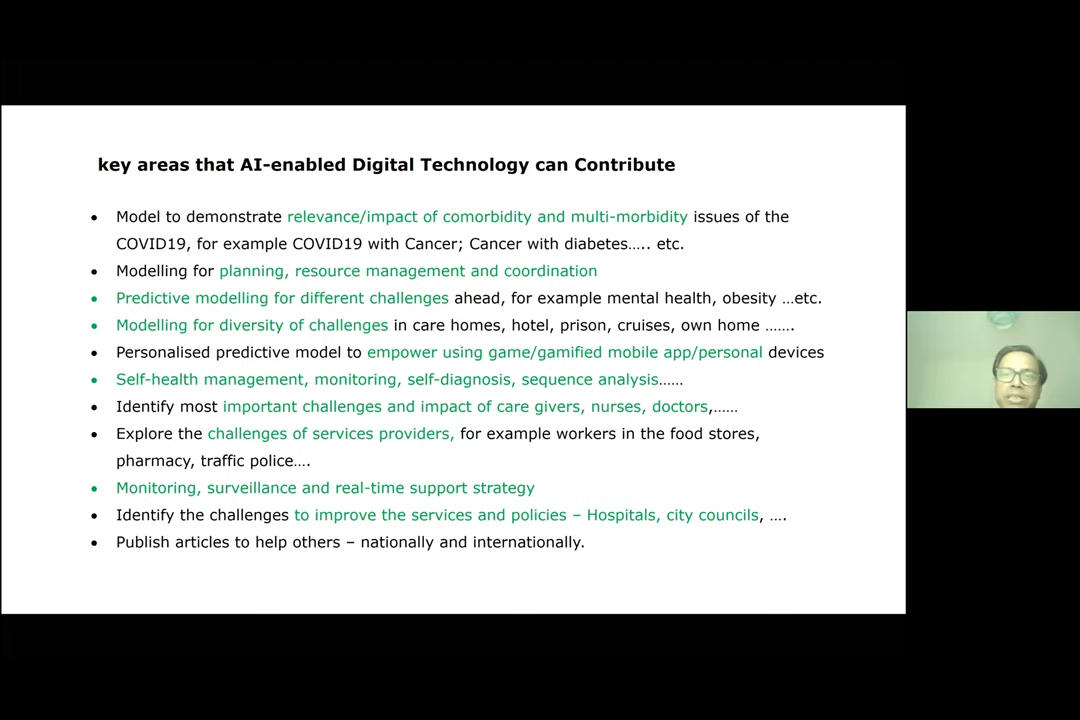 key areas that AI-enabled Digital Technology can Contribute
• Model to demonstrate relevance/impact of comorbidity and multi-morbidity issues of the
COVID19, for example COVID19 with Cancer; Cancer with diabetes….. etc.
• Modelling for planning, resource management and coordination
• Predictive modelling for different challenges ahead, for example mental health, obesity …etc.
• Modelling for diversity of challenges in care homes, hotel, prison, cruises, own home …….
• Personalised predictive model to empower using game/gamified mobile app/personal devices
• Self-health management, monitoring, self-diagnosis, sequence analysis……
• Identify most important challenges and impact of care givers, nurses, doctors,……
• Explore the challenges of services providers, for example workers in the food stores,
pharmacy, traffic police….
• Monitoring, surveillance and real-time support strategy
• Identify the challenges to improve the services and policies – Hospitals, city councils, ….
• Publish articles to help others – nationally and internationally.